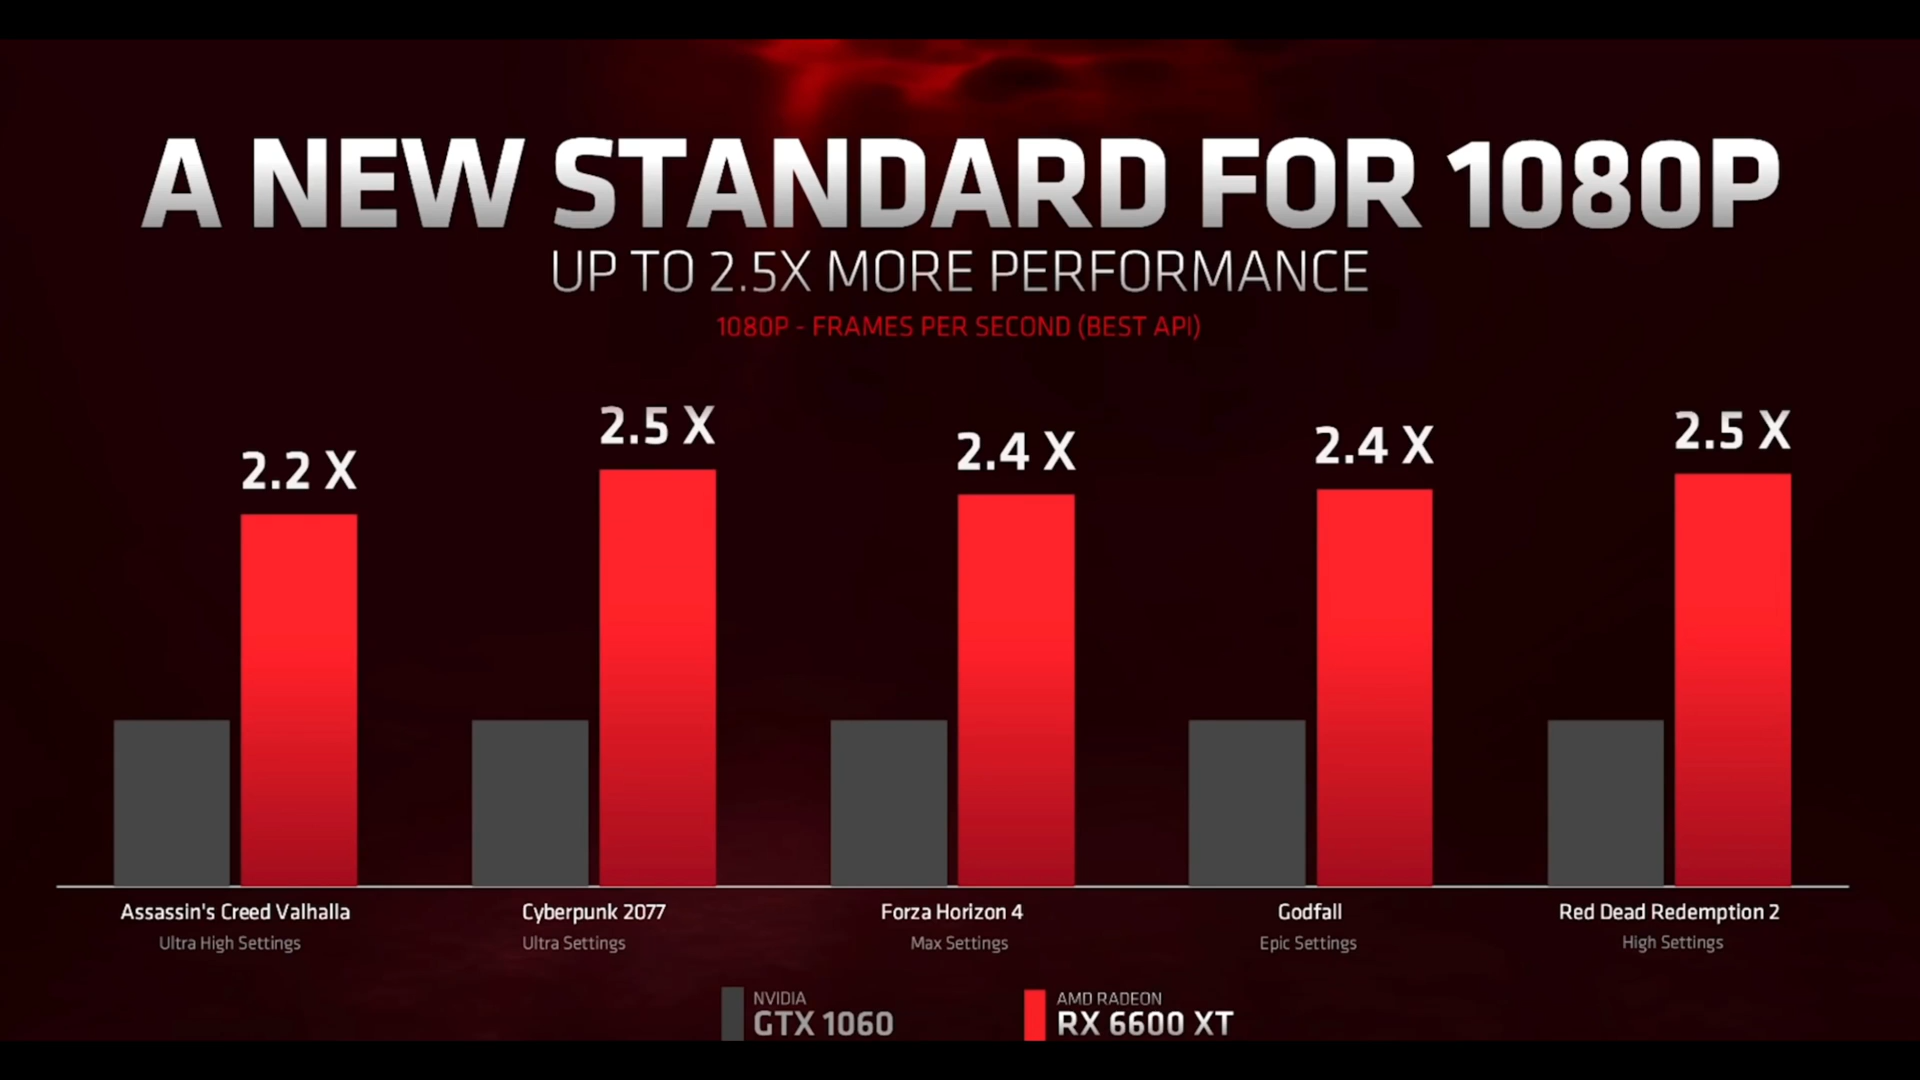 A NEW STANDARD FOR 1080P
UP TO 2.5X MORE PERFORMANCE
1080P - FRAMES PER SECOND (BEST API)
2.2 X
2.5 X
2.4 X
2.4 X
2.5 X
Assassin's Creed Valhalla
Ultra High Settings
Cyberpunk 2077
Ultra Settings
Forza Horizon 4
Max Settings
Godfall
Epic Settings
Red Dead Redemption 2
High Settings
NVIDIA
GTX 1060
AMD RADEON
RX 6600 XT